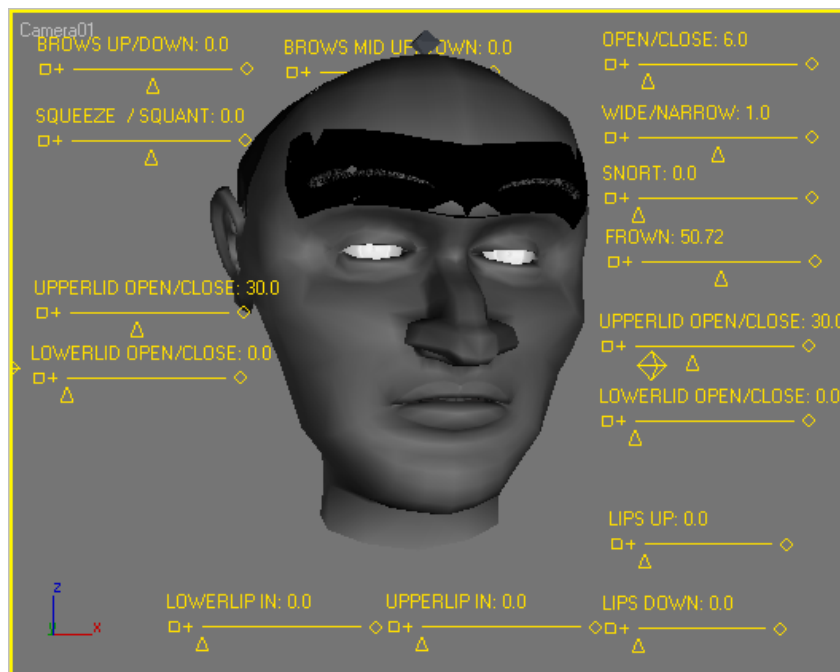 Camera01
BROWS UP/DOWN: 0.0
BROWS MID UP DOWN: 0.0
OPEN/CLOSE: 6.0
SQUEEZE / SQUANT: 0.0
WIDE/NARROW: 1.0
SNORT: 0.0
FROWN: 50.72
UPPERLID OPEN/CLOSE: 30.0
UPPERLID OPEN/CLOSE: 30.0
LOWERLID OPEN/CLOSE: 0.0
LOWERLID OPEN/CLOSE: 0.0
LIPS UP: 0.0
LOWERLIP IN: 0.0
UPPERLIP IN: 0.0
LIPS DOWN: 0.0
z
y
x